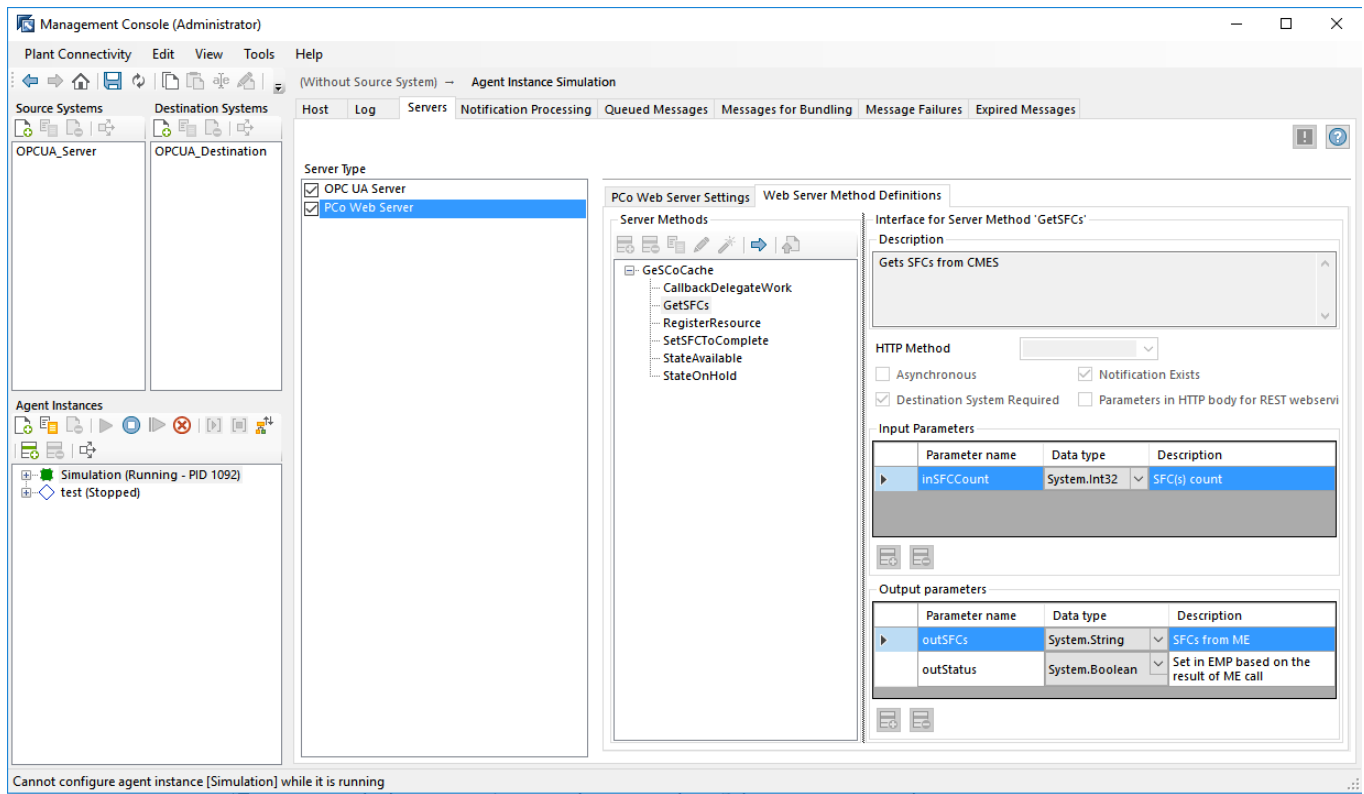 Management Console (Administrator)
Plant Connectivity Edit View Tools Help
(Without Source System) → Agent Instance Simulation
Source Systems
Destination Systems
OPCUA_Server
OPCUA_Destination
Agent Instances
Simulation (Running - PID 1092)
test (Stopped)
Host Log Servers Notification Processing Queued Messages Messages for Bundling Message Failures Expired Messages
Server Type
OPC UA Server
PCo Web Server
PCo Web Server Settings Web Server Method Definitions
Server Methods
GeSCoCache
CallbackDelegateWork
GetSFCs
RegisterResource
SetSFCToComplete
StateAvailable
StateOnHold
Interface for Server Method 'GetSFCs'
Description
Gets SFCs from CMES
HTTP Method
Asynchronous Notification Exists
Destination System Required Parameters in HTTP body for REST webservi
Input Parameters
Parameter name Data type Description
inSFCCount System.Int32 SFC(s) count
Output parameters
Parameter name Data type Description
outSFCs System.String SFCs from ME
outStatus System.Boolean Set in EMP based on the
result of ME call
Cannot configure agent instance [Simulation] while it is running